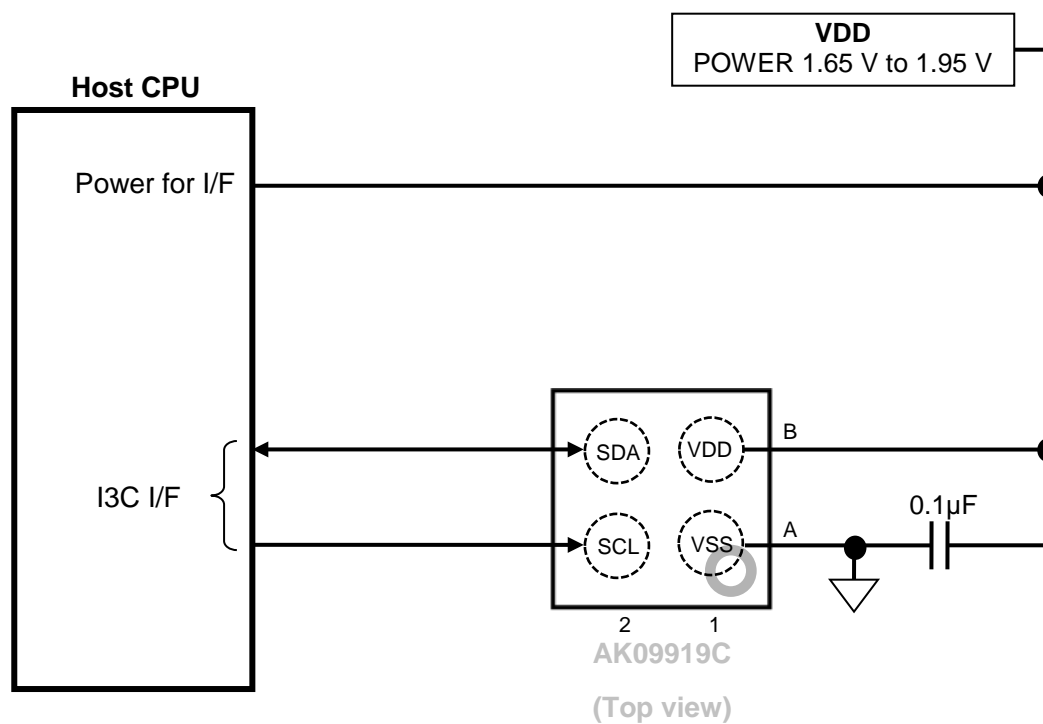 VDD
POWER 1.65 V to 1.95 V
Host CPU
Power for I/F
I3C I/F
SDA
VDD
B
SCL
VSS
A
0.1µF
2
1
AK09919C
(Top view)